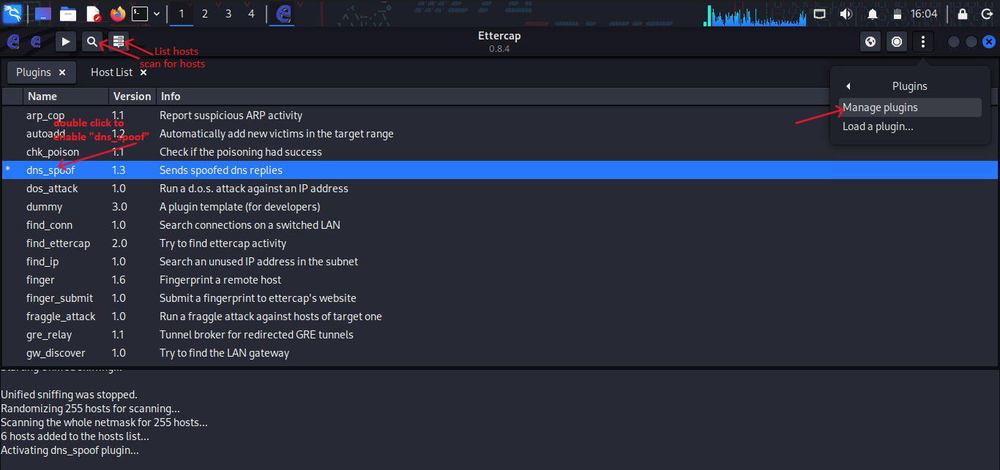 1 2 3 4
16:04
Ettercap
0.8.4
List hosts
scan for hosts
Plugins
Host List
Plugins
Manage plugins
Load a plugin...
Name Version Info
arp_cop 1.1 Report suspicious ARP activity
double click to
enable "dns_spoof"
autoadd 1.2 Automatically add new victims in the target range
chk_poison 1.1 Check if the poisoning had success
* dns_spoof 1.3 Sends spoofed dns replies
dos_attack 1.0 Run a d.o.s. attack against an IP address
dummy 3.0 A plugin template (for developers)
find_conn 1.0 Search connections on a switched LAN
find_ettercap 2.0 Try to find ettercap activity
find_ip 1.0 Search an unused IP address in the subnet
finger 1.6 Fingerprint a remote host
finger_submit 1.0 Submit a fingerprint to ettercap's website
fraggle_attack 1.0 Run a fraggle attack against hosts of target one
gre_relay 1.1 Tunnel broker for redirected GRE tunnels
gw_discover 1.0 Try to find the LAN gateway
Starting Unified sniffing...
Unified sniffing was stopped.
Randomizing 255 hosts for scanning...
Scanning the whole netmask for 255 hosts...
6 hosts added to the hosts list...
Activating dns_spoof plugin...